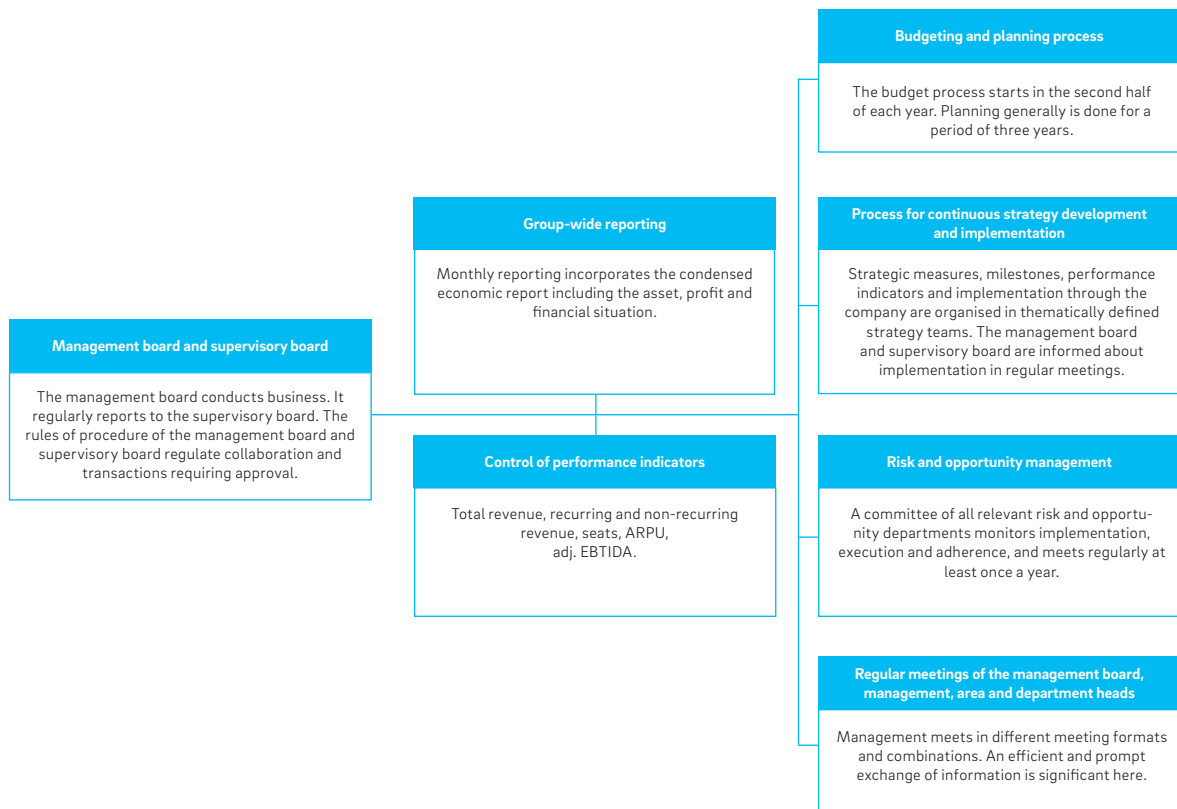 Management board and supervisory board
The management board conducts business. It
regularly reports to the supervisory board. The
rules of procedure of the management board and
supervisory board regulate collaboration and
transactions requiring approval.
Group-wide reporting
Monthly reporting incorporates the condensed
economic report including the asset, profit and
financial situation.
Control of performance indicators
Total revenue, recurring and non-recurring
revenue, seats, ARPU,
adj. EBTIDA.
Budgeting and planning process
The budget process starts in the second half
of each year. Planning generally is done for a
period of three years.
Process for continuous strategy development
and implementation
Strategic measures, milestones, performance
indicators and implementation through the
company are organised in thematically defined
strategy teams. The management board
and supervisory board are informed about
implementation in regular meetings.
Risk and opportunity management
A committee of all relevant risk and opportu-
nity departments monitors implementation,
execution and adherence, and meets regularly at
least once a year.
Regular meetings of the management board,
management, area and department heads
Management meets in different meeting formats
and combinations. An efficient and prompt
exchange of information is significant here.